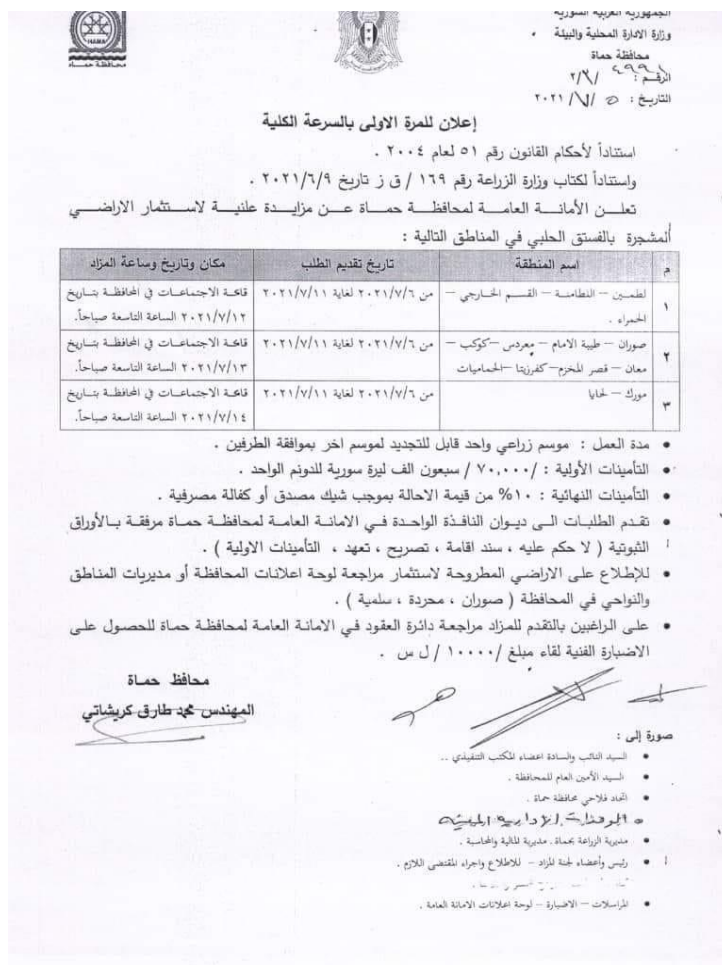 الجمهورية العربية السورية
وزارة الادارة المحلية والبيئة
محافظة حماة
HAMA
محافظة حماة
الرقم :
التاريخ : ٥ /٧/ ٢٠٢١
إعلان للمرة الاولى بالسرعة الكلية
استناداً لأحكام القانون رقم ٥١ لعام ٢٠٠٤ .
واستناداً لكتاب وزارة الزراعة رقم ١٦٩ / ق ز تاريخ ٢٠٢١/٦/٩ .
تعلن الأمانة العامة لمحافظة حماة عن مزايدة علنية لاستثمار الاراضي
المشجرة بالفستق الحلبي في المناطق التالية :
م اسم المنطقة تاريخ تقديم الطلب مكان وتاريخ وساعة المزاد
١ لطمين – اللطامنة – القسم الخارجي – من ٢٠٢١/٧/٦ لغاية ٢٠٢١/٧/١١ قاعة الاجتماعات في المحافظة بتاريخ
الحمراء . ٢٠٢١/٧/١٢ الساعة التاسعة صباحاً.
٢ صوران – طيبة الامام – معردس –كوكب – من ٢٠٢١/٧/٦ لغاية ٢٠٢١/٧/١١ قاعة الاجتماعات في المحافظة بتاريخ
معان – قصر المخزم– كفرزيتا –الحماميات ٢٠٢١/٧/١٣ الساعة التاسعة صباحاً.
٣ مورك – لحايا من ٢٠٢١/٧/٦ لغاية ٢٠٢١/٧/١١ قاعة الاجتماعات في المحافظة بتاريخ
٢٠٢١/٧/١٤ الساعة التاسعة صباحاً.
• مدة العمل : موسم زراعي واحد قابل للتجديد لموسم اخر بموافقة الطرفين .
• التأمينات الأولية : /٧٠,٠٠٠ / سبعون الف ليرة سورية للدونم الواحد .
• التأمينات النهائية : ١٠% من قيمة الاحالة بموجب شيك مصدق أو كفالة مصرفية .
• تقدم الطلبات الى ديوان النافذة الواحدة في الامانة العامة لمحافظة حماة مرفقة بالأوراق
الثبوتية ( لا حكم عليه ، سند اقامة ، تصريح ، تعهد ، التأمينات الاولية ) .
• للإطلاع على الاراضي المطروحة لاستثمار مراجعة لوحة اعلانات المحافظة أو مديريات المناطق
والنواحي في المحافظة ( صوران ، محردة ، سلمية ) .
• على الراغبين بالتقدم للمزاد مراجعة دائرة العقود في الامانة العامة لمحافظة حماة للحصول على
الاضبارة الفنية لقاء مبلغ /١٠٠٠٠ / ل س .
محافظ حماة
المهندس محمد طارق كريشاتي
صورة إلى :
• السيد النائب والسادة اعضاء المكتب التنفيذي ..
• السيد الأمين العام للمحافظة .
• اتحاد فلاحي محافظة حماة .
• الوحدات الإدارية المعنية
• مديرية الزراعة بحماة . مديرية المالية والمحاسبة .
• رئيس وأعضاء لجنة المزاد – للاطلاع واجراء المقتضى اللازم .
• المراسلات – الاضبارة – لوحة اعلانات الامانة العامة .